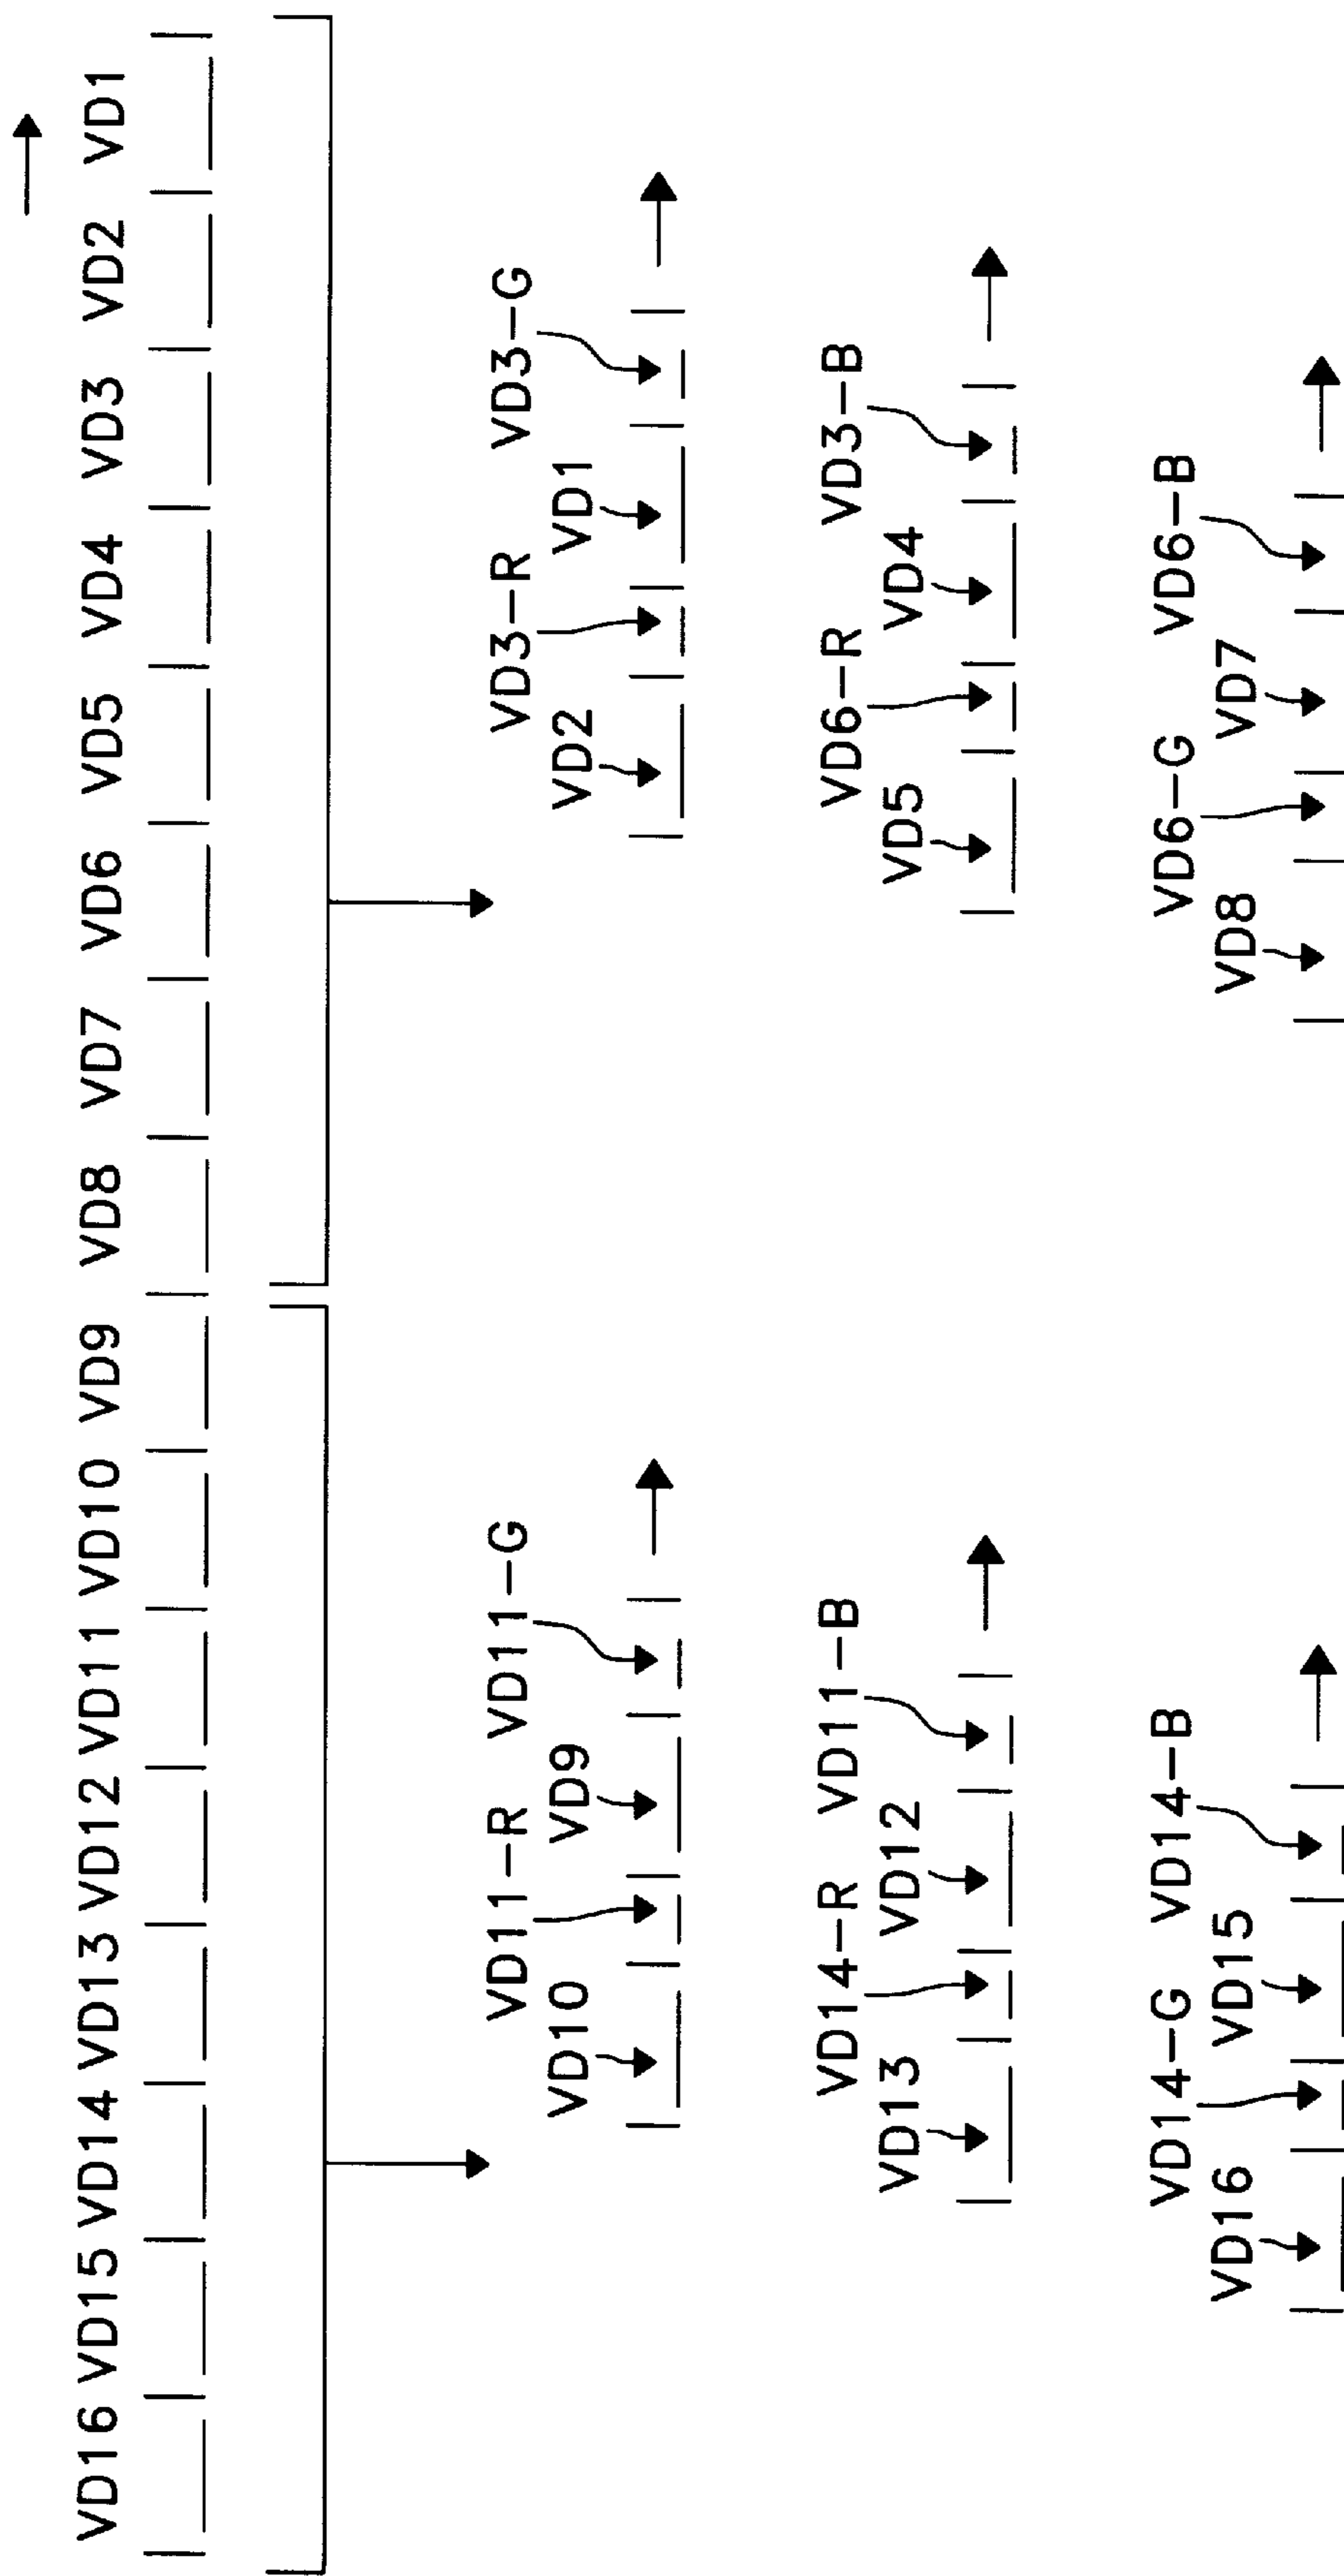 VD16 VD15 VD14 VD13 VD12 VD11 VD10 VD9 VD8 VD7 VD6 VD5 VD4 VD3 VD2 VD1
VD11-R VD11-G VD3-R VD3-G
VD10 VD9 VD2 VD1
VD14-R VD11-B VD6-R VD3-B
VD13 VD12 VD5 VD4
VD14-G VD14-B VD6-G VD6-B
VD16 VD15 VD8 VD7